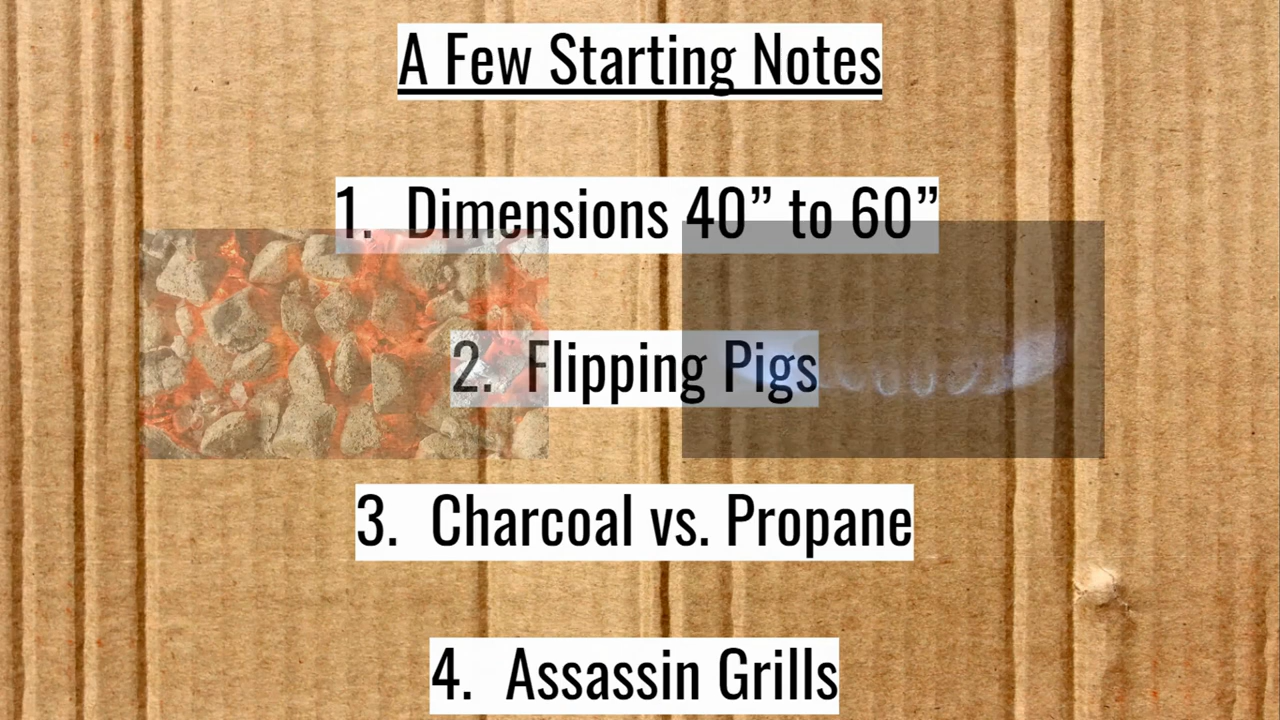 A Few Starting Notes
1. Dimensions 40” to 60”
2. Flipping Pigs
3. Charcoal vs. Propane
4. Assassin Grills